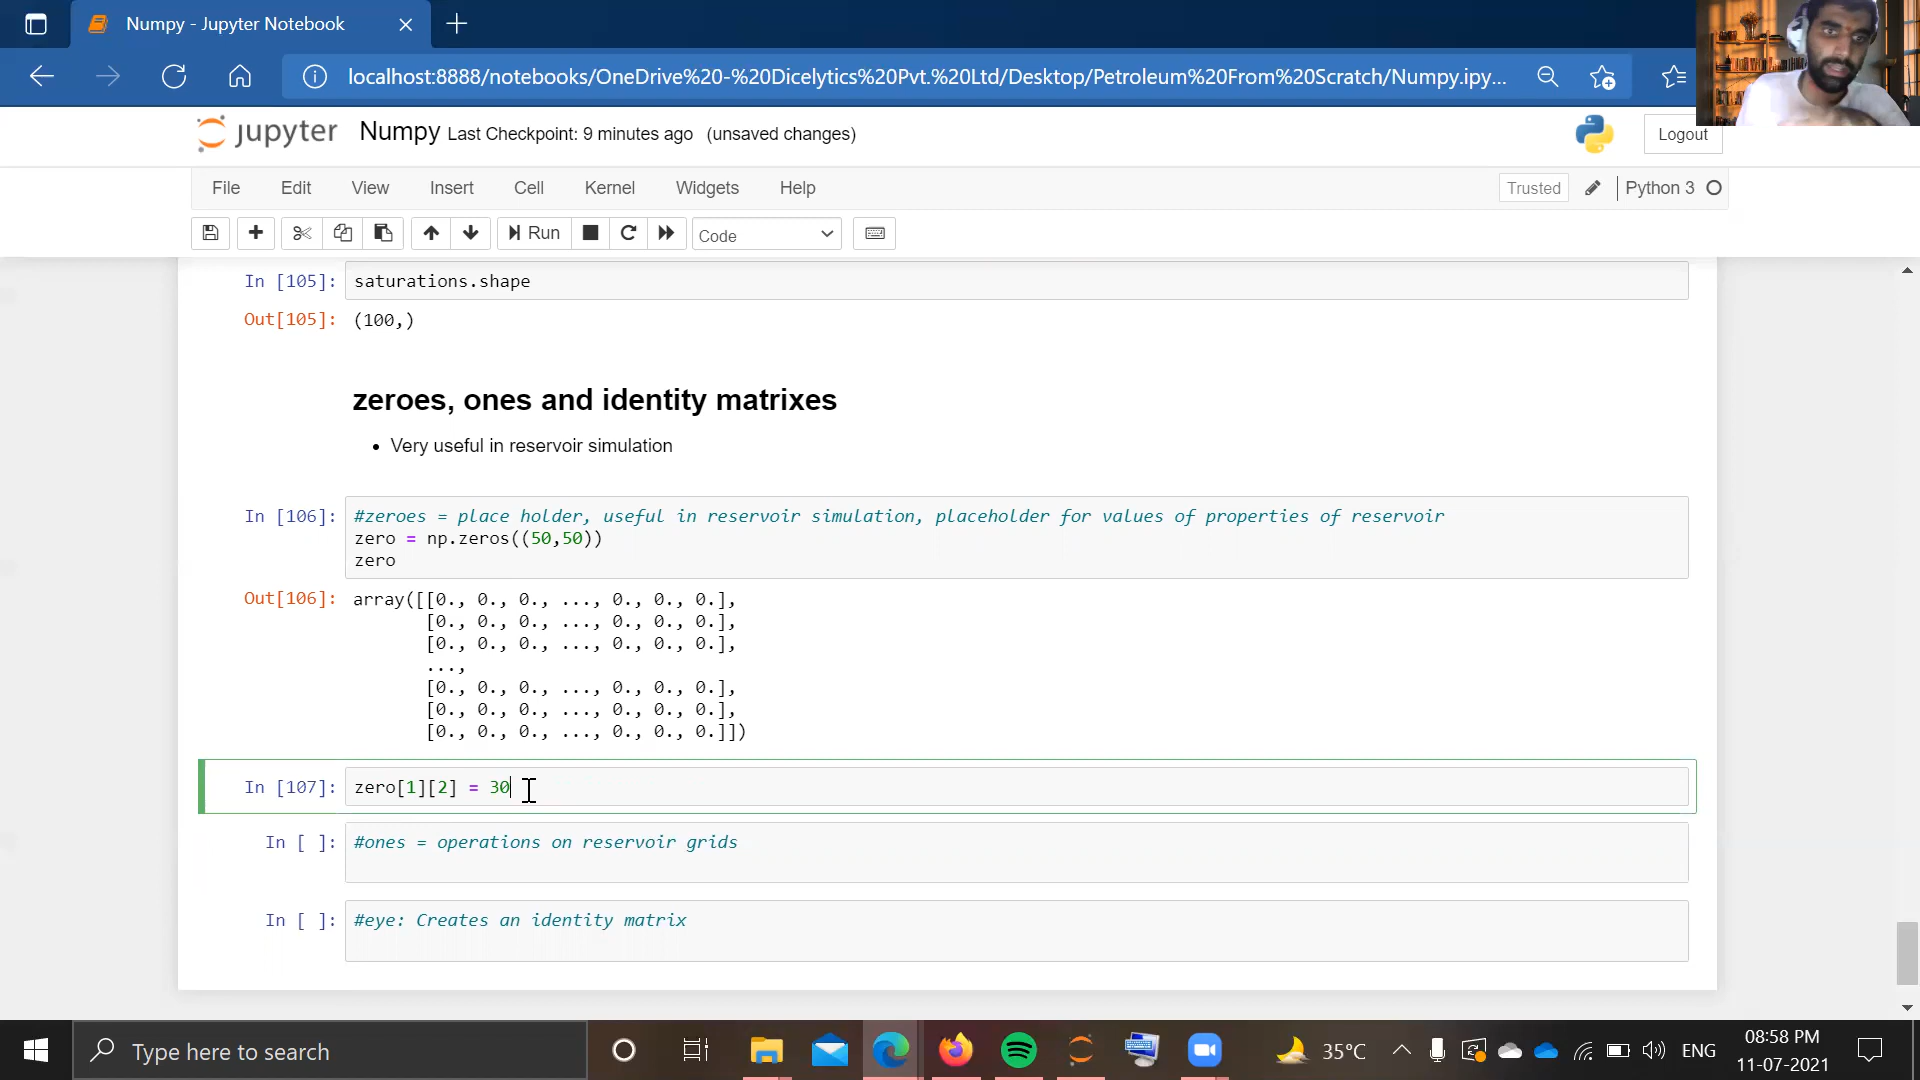 Numpy - Jupyter Notebook
localhost:8888/notebooks/OneDrive%20-%20Dicelytics%20Pvt.%20Ltd/Desktop/Petroleum%20From%20Scratch/Numpy.ipy...
jupyter Numpy Last Checkpoint: 9 minutes ago (unsaved changes)
Logout
File Edit View Insert Cell Kernel Widgets Help
Trusted Python 3
Run Code
In [105]: saturations.shape
Out[105]: (100,)
zeroes, ones and identity matrixes
• Very useful in reservoir simulation
In [106]: #zeroes = place holder, useful in reservoir simulation, placeholder for values of properties of reservoir
zero = np.zeros((50,50))
zero
Out[106]: array([[0., 0., 0., ..., 0., 0., 0.],
[0., 0., 0., ..., 0., 0., 0.],
[0., 0., 0., ..., 0., 0., 0.],
...,
[0., 0., 0., ..., 0., 0., 0.],
[0., 0., 0., ..., 0., 0., 0.],
[0., 0., 0., ..., 0., 0., 0.]])
In [107]: zero[1][2] = 30
In [ ]: #ones = operations on reservoir grids
In [ ]: #eye: Creates an identity matrix
Type here to search
35°C
ENG
08:58 PM
11-07-2021